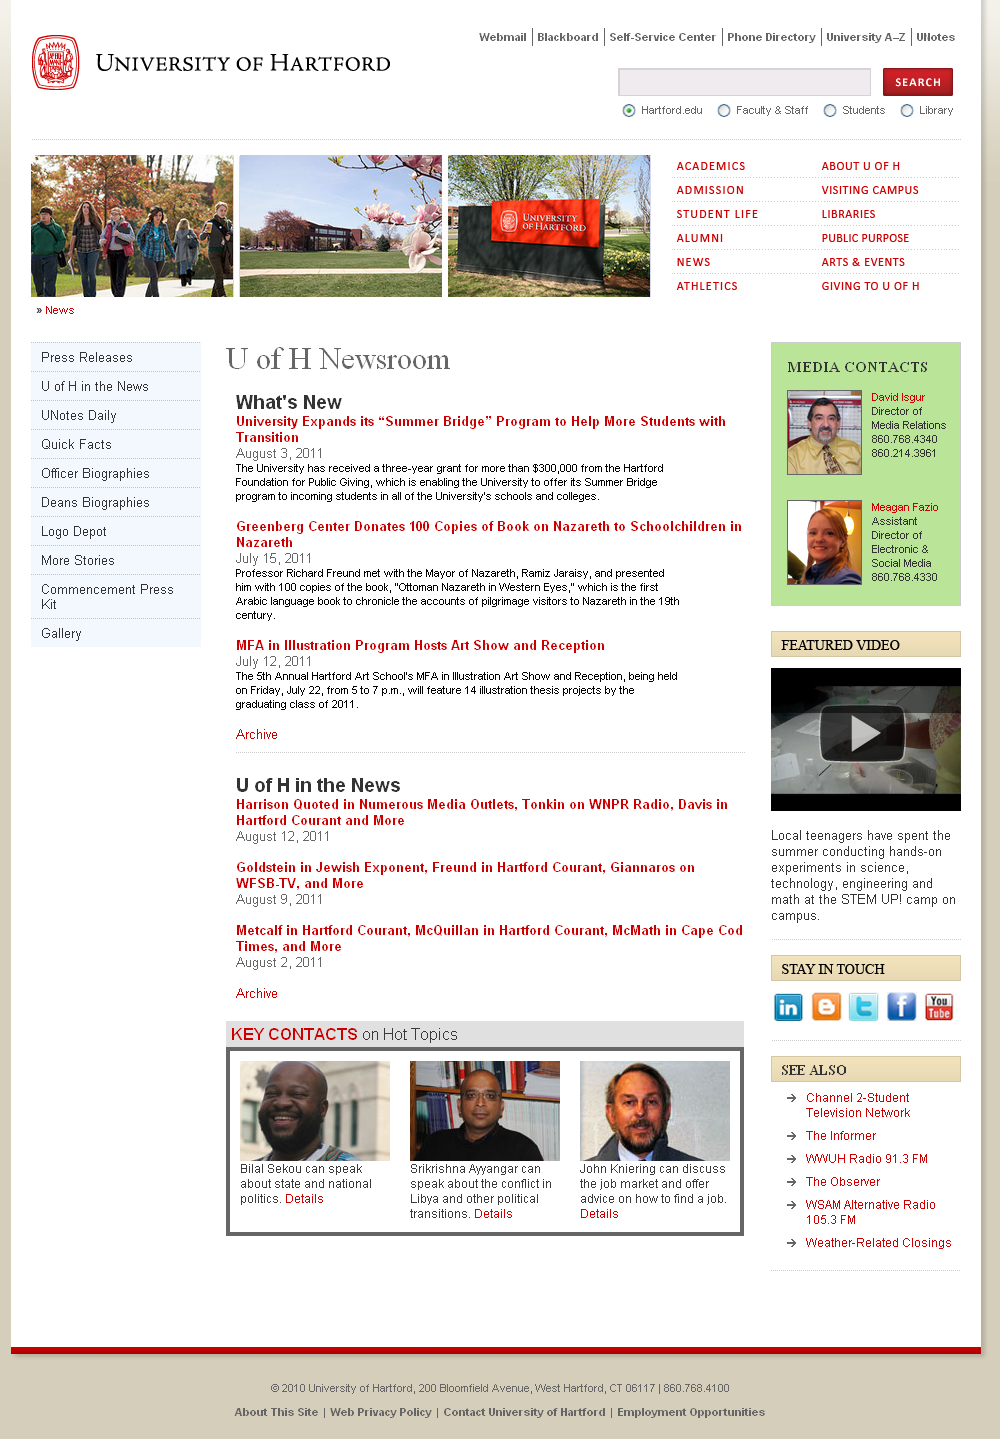 Webmail | Blackboard | Self-Service Center | Phone Directory | University A–Z | UNotes
UNIVERSITY OF HARTFORD
SEARCH
Hartford.edu Faculty & Staff Students Library
UNIVERSITY
OF HARTFORD
ACADEMICS ABOUT U OF H
ADMISSION VISITING CAMPUS
STUDENT LIFE LIBRARIES
ALUMNI PUBLIC PURPOSE
NEWS ARTS & EVENTS
ATHLETICS GIVING TO U OF H
» News
Press Releases
U of H in the News
UNotes Daily
Quick Facts
Officer Biographies
Deans Biographies
Logo Depot
More Stories
Commencement Press
Kit
Gallery
U of H Newsroom
What's New
University Expands its “Summer Bridge” Program to Help More Students with
Transition
August 3, 2011
The University has received a three-year grant for more than $300,000 from the Hartford
Foundation for Public Giving, which is enabling the University to offer its Summer Bridge
program to incoming students in all of the University's schools and colleges.
Greenberg Center Donates 100 Copies of Book on Nazareth to Schoolchildren in
Nazareth
July 15, 2011
Professor Richard Freund met with the Mayor of Nazareth, Ramiz Jaraisy, and presented
him with 100 copies of the book, "Ottoman Nazareth in Western Eyes," which is the first
Arabic language book to chronicle the accounts of pilgrimage visitors to Nazareth in the 19th
century.
MFA in Illustration Program Hosts Art Show and Reception
July 12, 2011
The 5th Annual Hartford Art School's MFA in Illustration Art Show and Reception, being held
on Friday, July 22, from 5 to 7 p.m., will feature 14 illustration thesis projects by the
graduating class of 2011.
Archive
U of H in the News
Harrison Quoted in Numerous Media Outlets, Tonkin on WNPR Radio, Davis in
Hartford Courant and More
August 12, 2011
Goldstein in Jewish Exponent, Freund in Hartford Courant, Giannaros on
WFSB-TV, and More
August 9, 2011
Metcalf in Hartford Courant, McQuillan in Hartford Courant, McMath in Cape Cod
Times, and More
August 2, 2011
Archive
KEY CONTACTS on Hot Topics
Bilal Sekou can speak
about state and national
politics. Details
Srikrishna Ayyangar can
speak about the conflict in
Libya and other political
transitions. Details
John Kniering can discuss
the job market and offer
advice on how to find a job.
Details
MEDIA CONTACTS
David Isgur
Director of
Media Relations
860.768.4340
860.214.3961
Meagan Fazio
Assistant
Director of
Electronic &
Social Media
860.768.4330
FEATURED VIDEO
Local teenagers have spent the
summer conducting hands-on
experiments in science,
technology, engineering and
math at the STEM UP! camp on
campus.
STAY IN TOUCH
in t f You Tube
SEE ALSO
Channel 2-Student
Television Network
The Informer
WWUH Radio 91.3 FM
The Observer
WSAM Alternative Radio
105.3 FM
Weather-Related Closings
© 2010 University of Hartford, 200 Bloomfield Avenue, West Hartford, CT 06117 | 860.768.4100
About This Site | Web Privacy Policy | Contact University of Hartford | Employment Opportunities